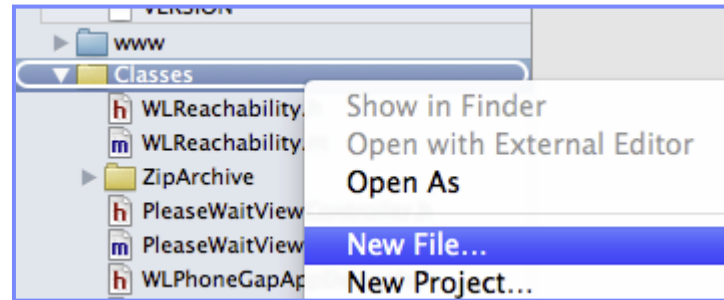 VERSION
www
Classes
WLReachability.
WLReachability.
ZipArchive
PleaseWaitView
PleaseWaitView
WLPhoneGapAp
Show in Finder
Open with External Editor
Open As
New File...
New Project...